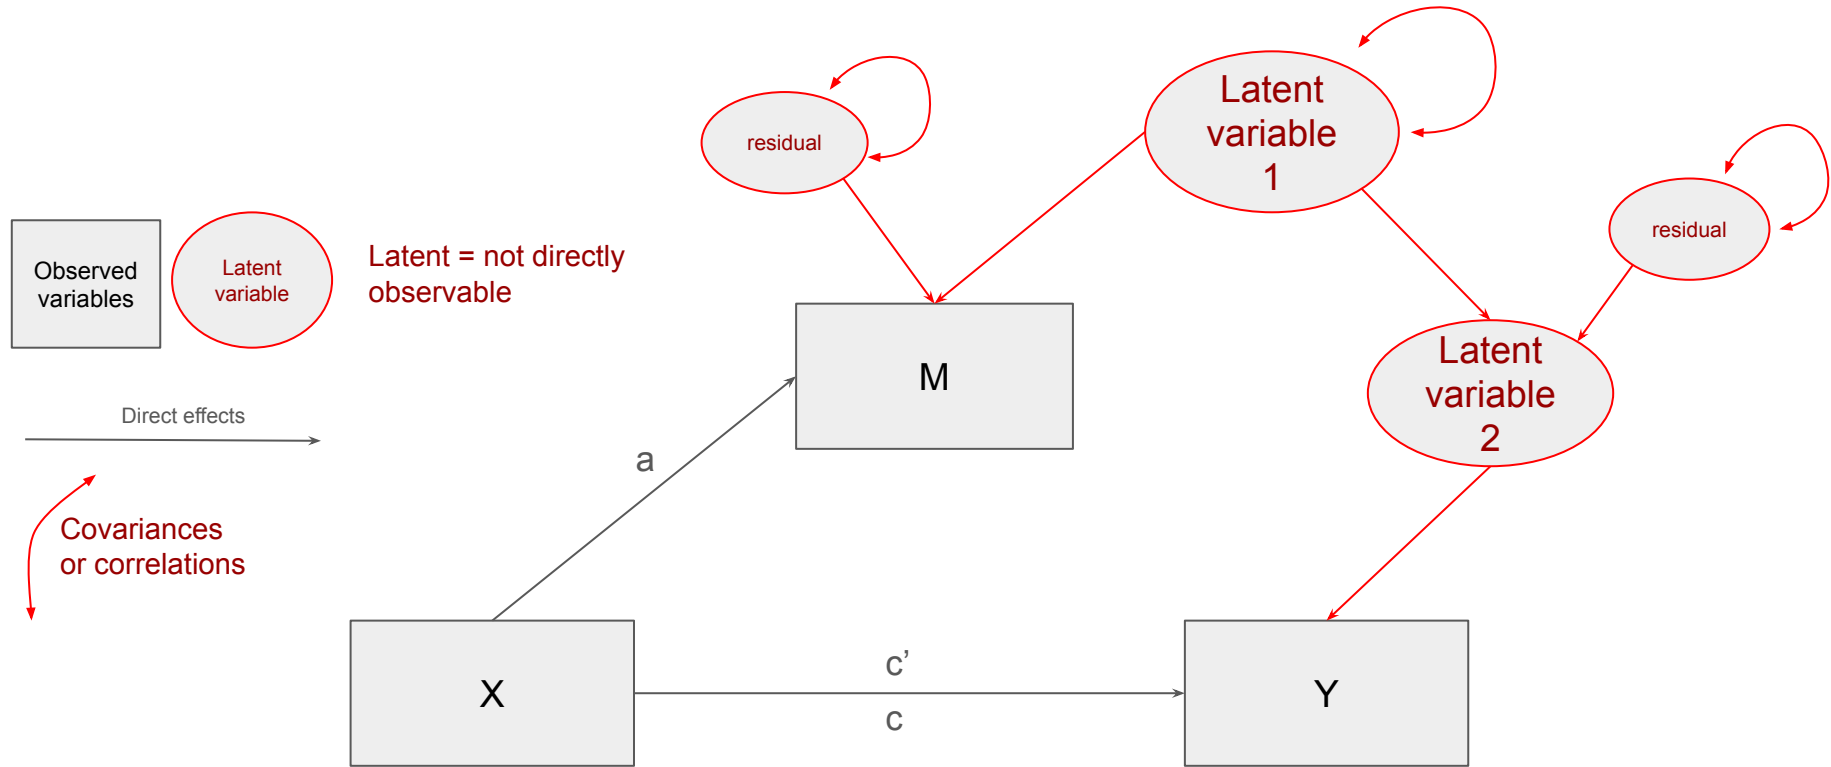 Latent
variable
1
residual
residual
Observed
variables
Latent
variable
Latent = not directly
observable
M
Latent
variable
2
Direct effects
a
Covariances
or correlations
X
c’
c
Y